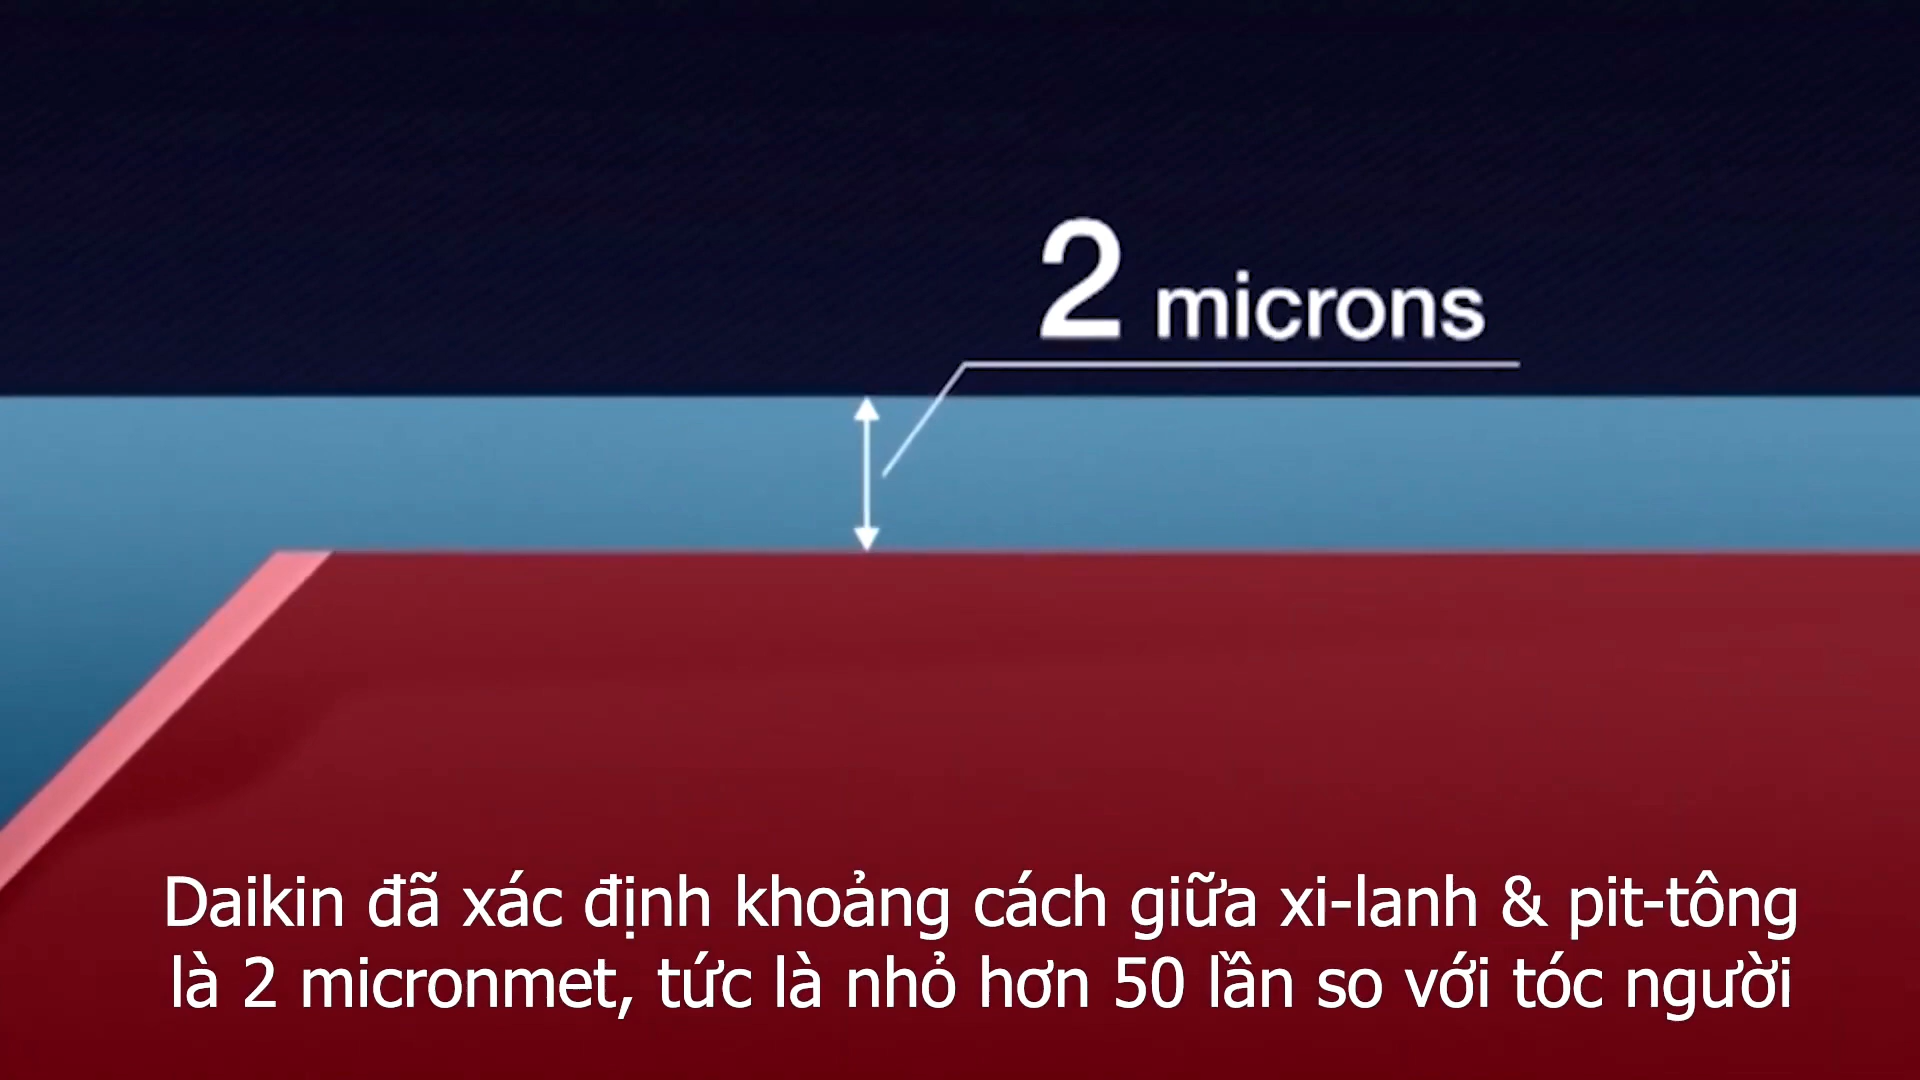 2 microns
Daikin đã xác định khoảng cách giữa xi-lanh & pit-tông
là 2 micronmet, tức là nhỏ hơn 50 lần so với tóc người